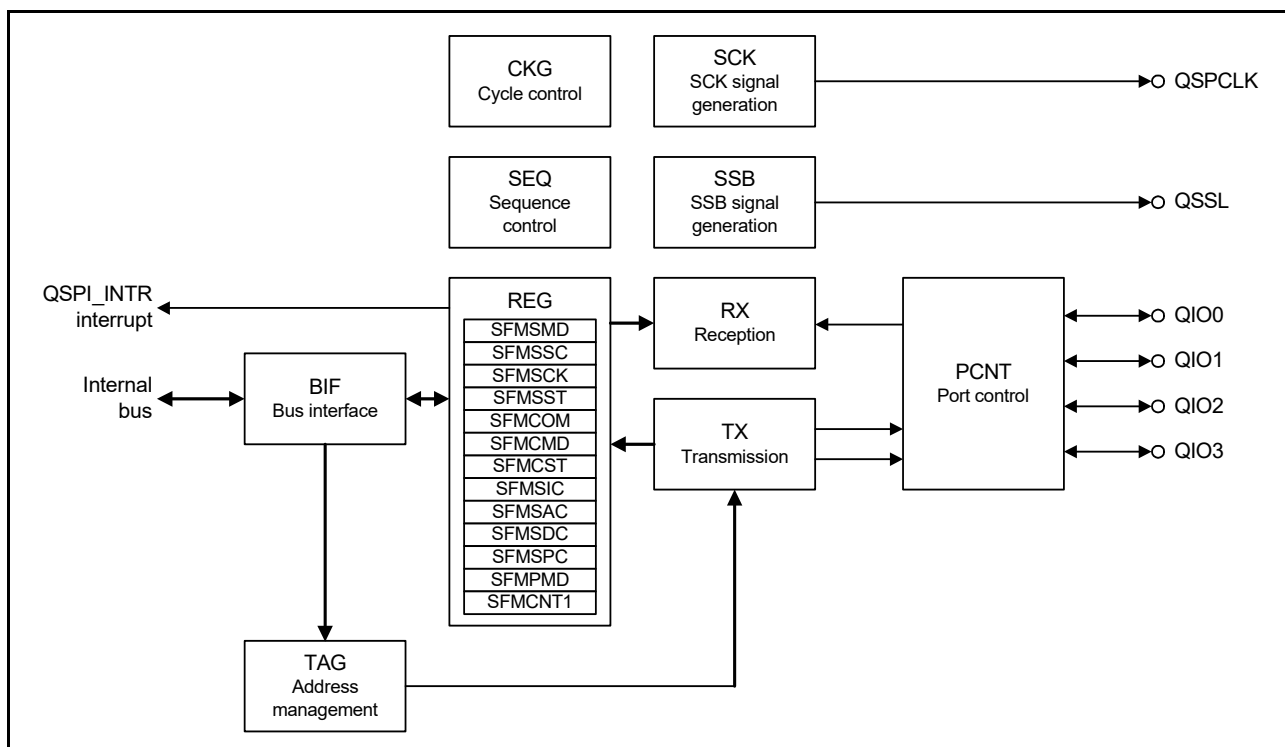 CKG
Cycle control
SCK
SCK signal
generation
QSPCLK
SEQ
Sequence
control
SSB
SSB signal
generation
QSSL
QSPI_INTR
interrupt
Internal
bus
BIF
Bus interface
REG
SFMSMD
SFMSSC
SFMSCK
SFMSST
SFMCOM
SFMCMD
SFMCST
SFMSIC
SFMSAC
SFMSDC
SFMSPC
SFMPMD
SFMCNT1
RX
Reception
TX
Transmission
PCNT
Port control
QIO0
QIO1
QIO2
QIO3
TAG
Address
management